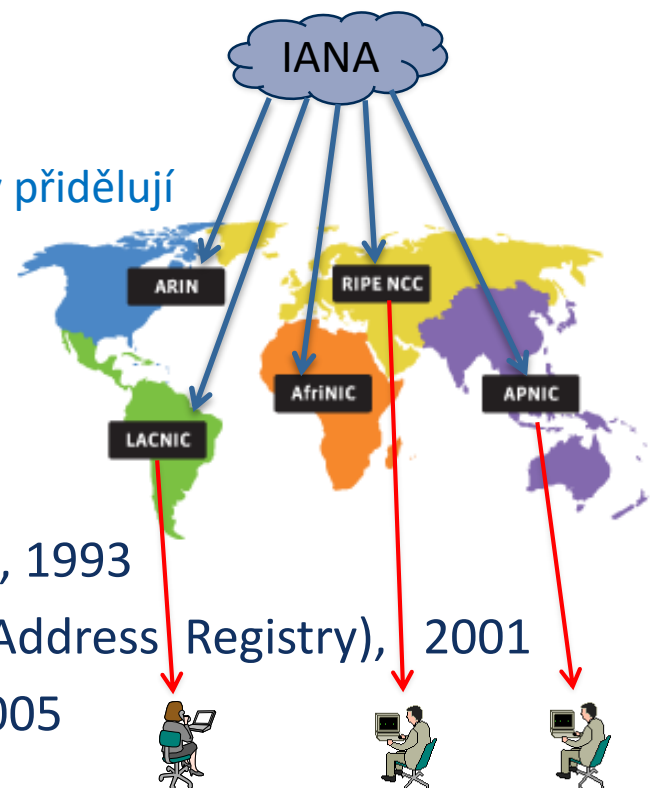 IANA
přidělují
ARIN
RIPE NCC
AfriNIC
APNIC
LACNIC
, 1993
Address Registry), 2001
005